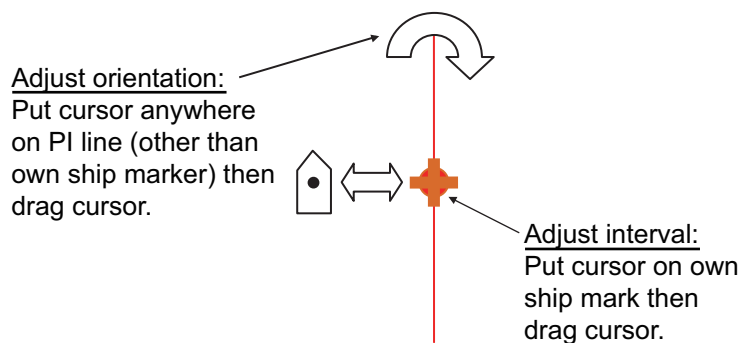 Adjust orientation:
Put cursor anywhere
on PI line (other than
own ship marker) then
drag cursor.
Adjust interval:
Put cursor on own
ship mark then
drag cursor.